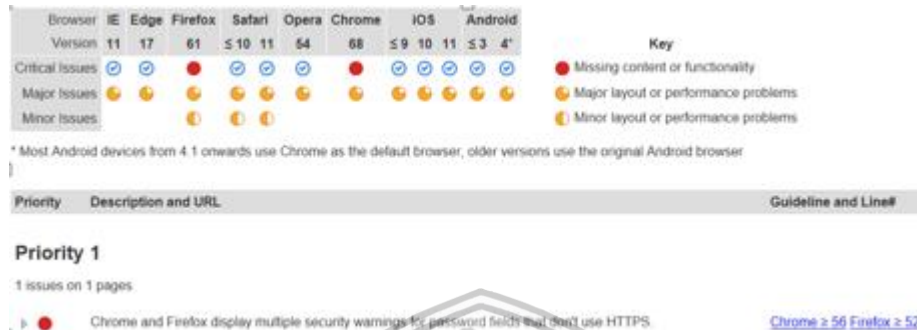 Browser IE Edge Firefox Safari Opera Chrome iOS Android
Version 11 17 61 ≤ 10 11 54 68 ≤ 9 10 11 ≤ 3 4* Key
Critical Issues Missing content or functionality
Major Issues Major layout or performance problems
Minor Issues Minor layout or performance problems
* Most Android devices from 4.1 onwards use Chrome as the default browser, older versions use the original Android browser
Priority Description and URL Guideline and Line#
Priority 1
1 issues on 1 pages
Chrome and Firefox display multiple security warnings for password fields that don't use HTTPS. Chrome ≥ 56 Firefox ≥ 52